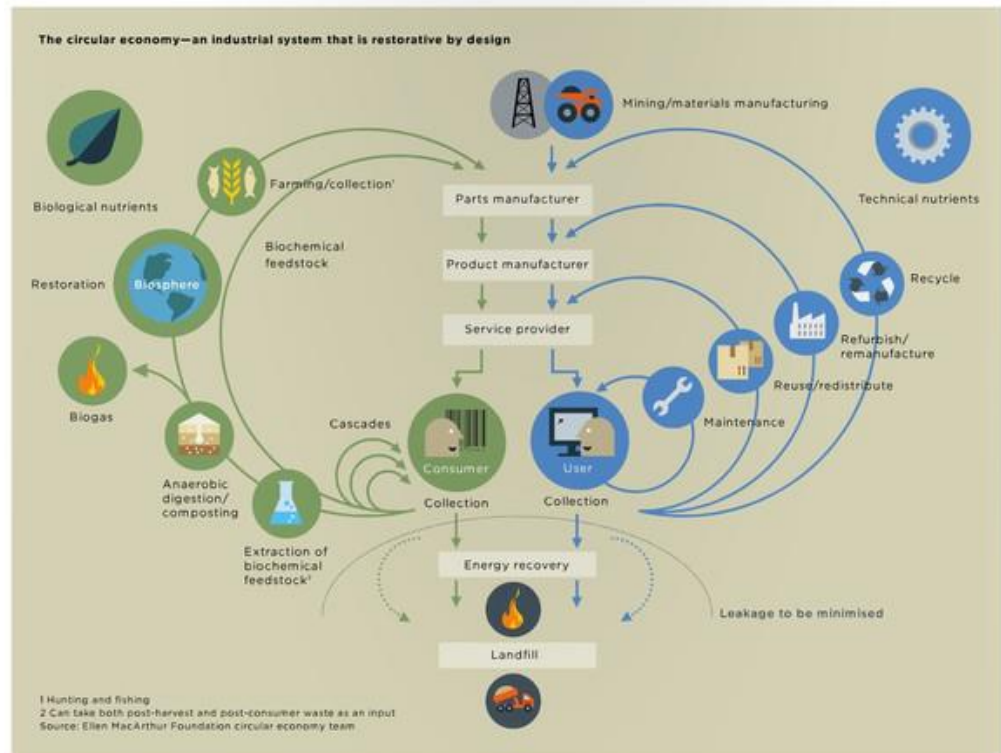 The circular economy—an industrial system that is restorative by design
Mining/materials manufacturing
Biological nutrients
Farming/collection¹
Parts manufacturer
Technical nutrients
Biochemical
feedstock
Product manufacturer
Restoration
Biosphere
Recycle
Service provider
Refurbish/
remanufacture
Reuse/redistribute
Biogas
Cascades
Maintenance
Consumer
User
Anaerobic
digestion/
composting
Collection
Collection
Extraction of
biochemical
feedstock²
Energy recovery
Leakage to be minimised
Landfill
1 Hunting and fishing
2 Can take both post-harvest and post-consumer waste as an input
Source: Ellen MacArthur Foundation circular economy team